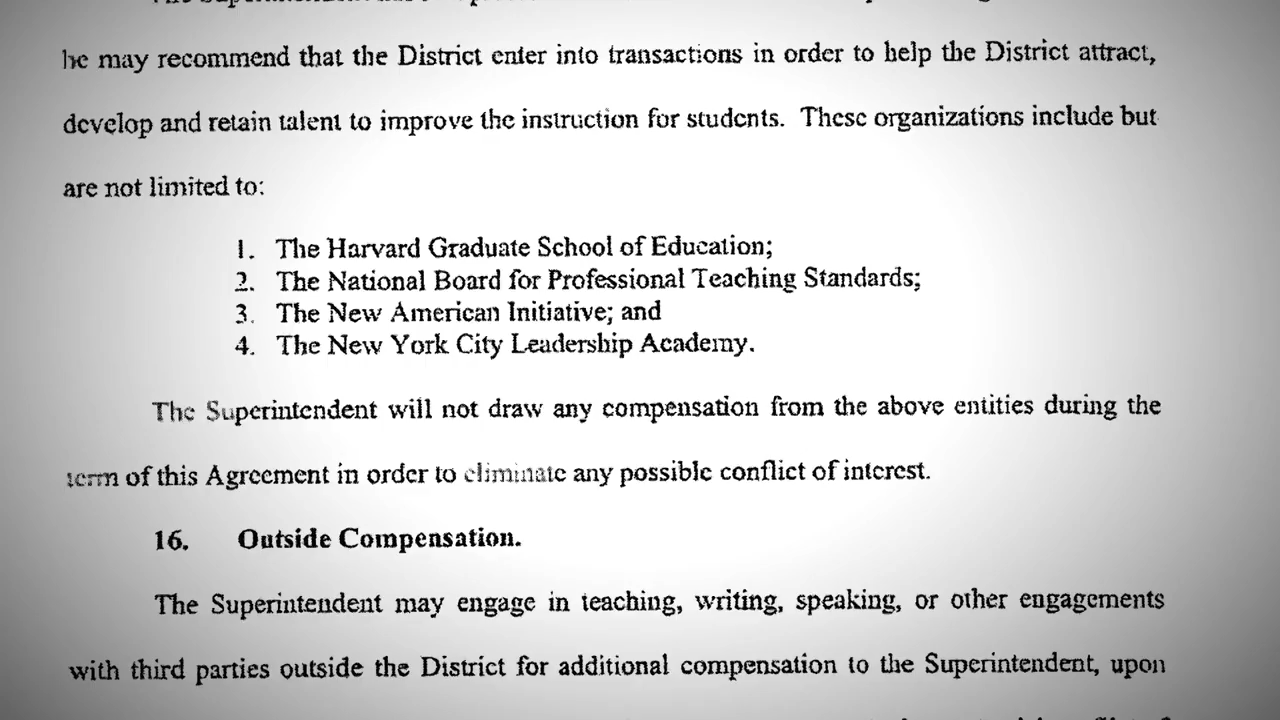 he may recommend that the District enter into transactions in order to help the District attract,
develop and retain talent to improve the instruction for students. These organizations include but
are not limited to:
1. The Harvard Graduate School of Education;
2. The National Board for Professional Teaching Standards;
3. The New American Initiative; and
4. The New York City Leadership Academy.
The Superintendent will not draw any compensation from the above entities during the
term of this Agreement in order to eliminate any possible conflict of interest.
16. Outside Compensation.
The Superintendent may engage in teaching, writing, speaking, or other engagements
with third parties outside the District for additional compensation to the Superintendent, upon